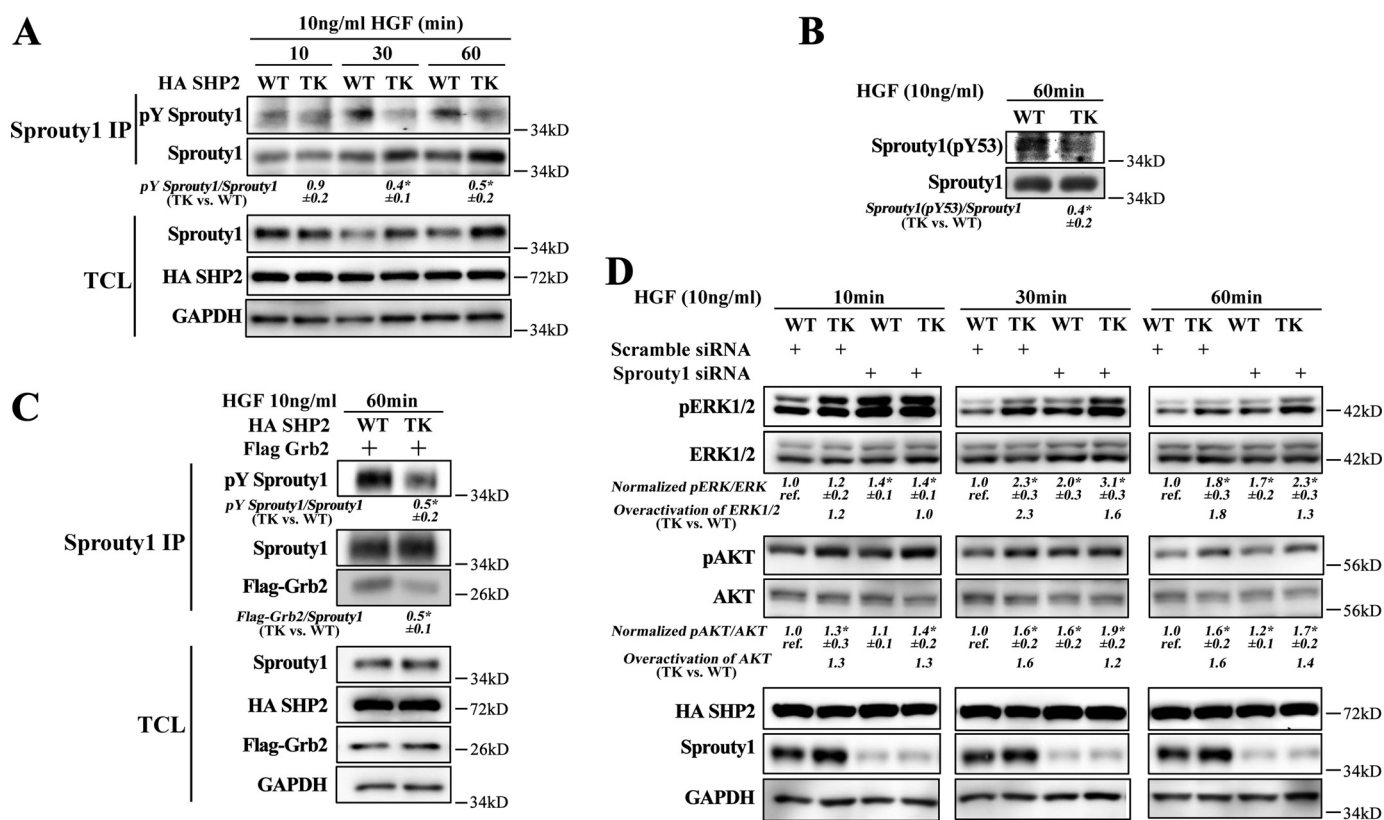 A
10ng/ml HGF (min)
10 30 60
HA SHP2 WT TK WT TK WT TK
Sprouty1 IP
pY Sprouty1
34kD
Sprouty1
34kD
pY Sprouty1/Sprouty1 0.9 0.4* 0.5*
(TK vs. WT) ±0.2 ±0.1 ±0.2
TCL
Sprouty1
34kD
HA SHP2 72kD
GAPDH
34kD
B
HGF (10ng/ml) 60min
WT TK
Sprouty1(pY53)
34kD
Sprouty1
34kD
Sprouty1(pY53)/Sprouty1 0.4*
(TK vs. WT) ±0.2
C
HGF 10ng/ml 60min
HA SHP2 WT TK
Flag Grb2 + +
Sprouty1 IP
pY Sprouty1
34kD
pY Sprouty1/Sprouty1 0.5*
(TK vs. WT) ±0.2
Sprouty1
34kD
Flag-Grb2 26kD
Flag-Grb2/Sprouty1 0.5*
(TK vs. WT) ±0.1
TCL
Sprouty1
34kD
HA SHP2 72kD
Flag-Grb2 26kD
GAPDH
34kD
D
HGF (10ng/ml) 10min 30min 60min
WT TK WT TK WT TK WT TK WT TK WT TK
Scramble siRNA + + + + + +
Sprouty1 siRNA + + + + + +
pERK1/2 42kD
ERK1/2 42kD
Normalized pERK/ERK 1.0 1.2 1.4* 1.4* 1.0 2.3* 2.0* 3.1* 1.0 1.8* 1.7* 2.3*
ref. ±0.2 ±0.1 ±0.1 ref. ±0.3 ±0.3 ±0.3 ref. ±0.3 ±0.2 ±0.3
Overactivation of ERK1/2 1.2 1.0 2.3 1.6 1.8 1.3
(TK vs. WT)
pAKT
56kD
AKT
56kD
Normalized pAKT/AKT 1.0 1.3* 1.1 1.4* 1.0 1.6* 1.6* 1.9* 1.0 1.6* 1.2* 1.7*
ref. ±0.3 ±0.1 ±0.2 ref. ±0.2 ±0.2 ±0.2 ref. ±0.2 ±0.1 ±0.2
Overactivation of AKT 1.3 1.3 1.6 1.2 1.6 1.4
(TK vs. WT)
HA SHP2 72kD
Sprouty1
34kD
GAPDH
34kD